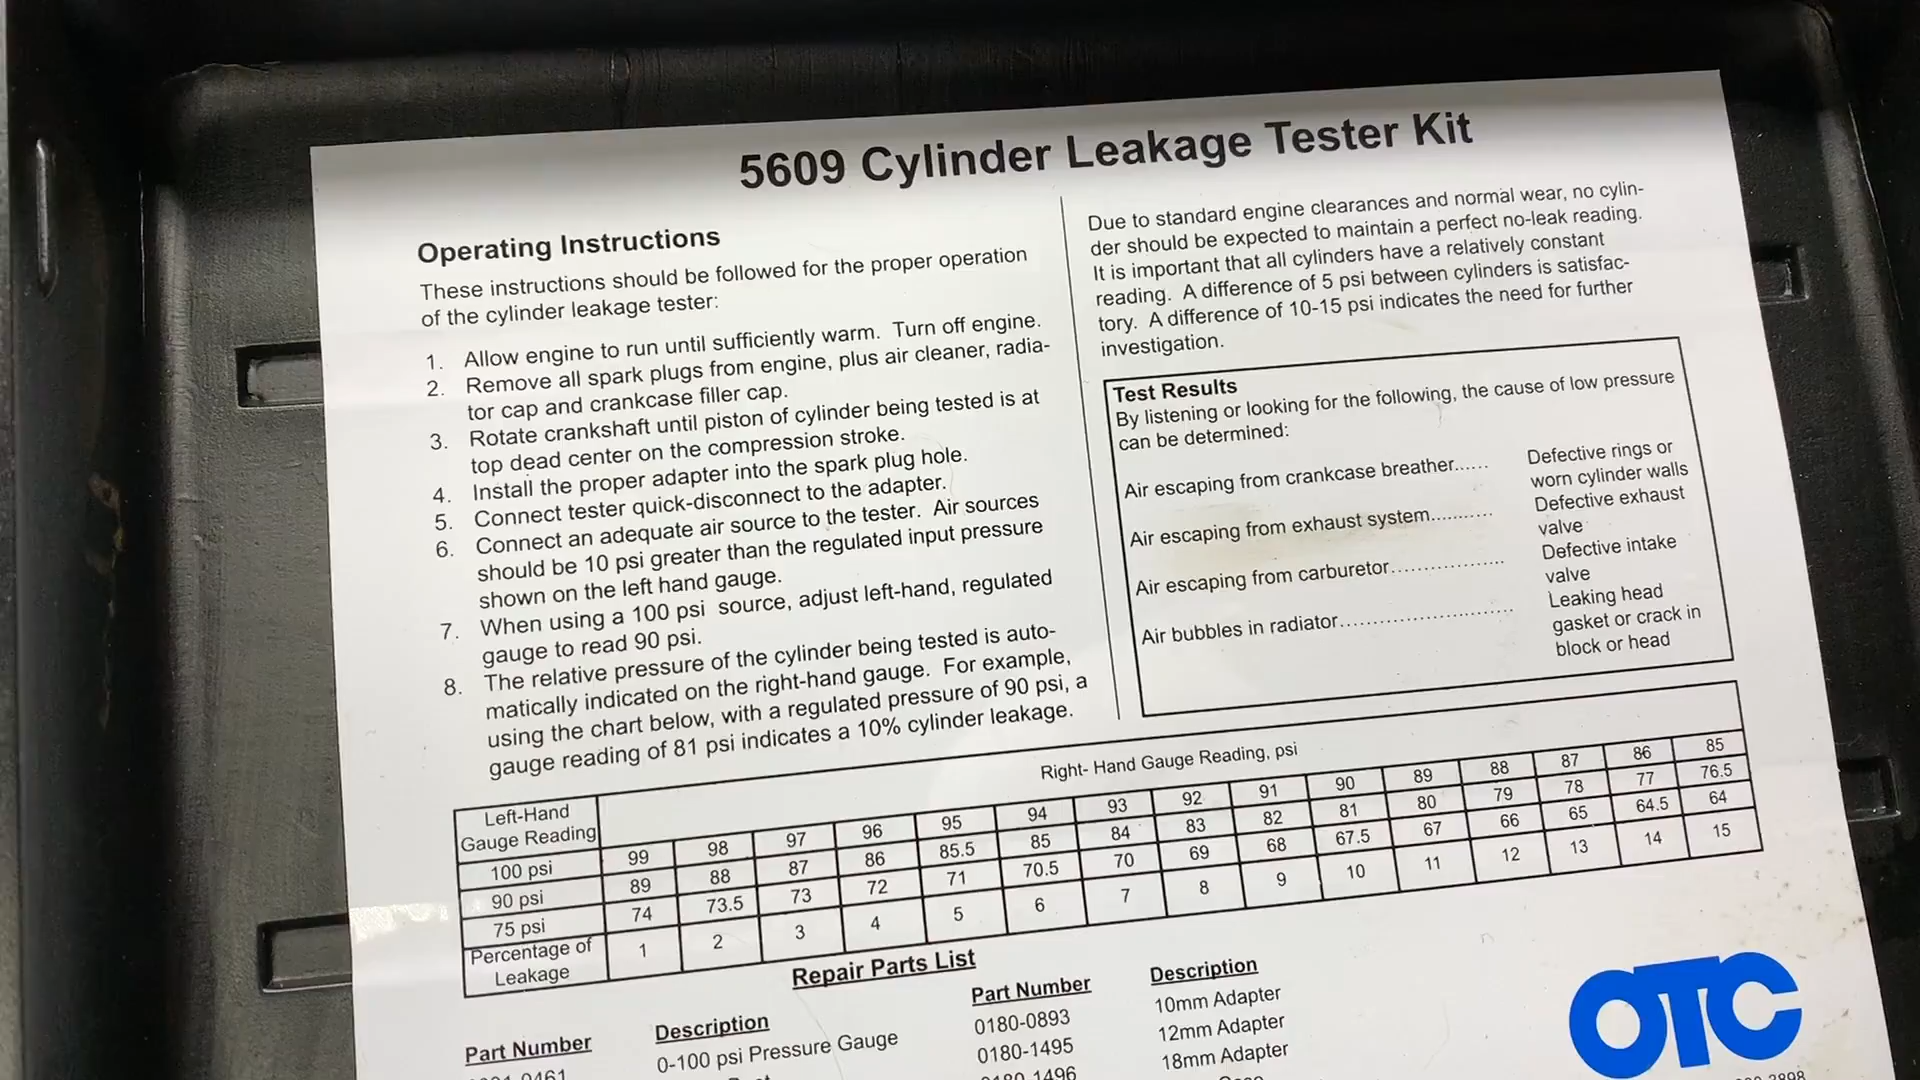 5609 Cylinder Leakage Tester Kit
Operating Instructions
These instructions should be followed for the proper operation
of the cylinder leakage tester:
1. Allow engine to run until sufficiently warm. Turn off engine.
2. Remove all spark plugs from engine, plus air cleaner, radia-
tor cap and crankcase filler cap.
3. Rotate crankshaft until piston of cylinder being tested is at
top dead center on the compression stroke.
4. Install the proper adapter into the spark plug hole.
5. Connect tester quick-disconnect to the adapter.
6. Connect an adequate air source to the tester. Air sources
should be 10 psi greater than the regulated input pressure
shown on the left hand gauge.
7. When using a 100 psi source, adjust left-hand, regulated
gauge to read 90 psi.
8. The relative pressure of the cylinder being tested is auto-
matically indicated on the right-hand gauge. For example,
using the chart below, with a regulated pressure of 90 psi, a
gauge reading of 81 psi indicates a 10% cylinder leakage.
Due to standard engine clearances and normal wear, no cylin-
der should be expected to maintain a perfect no-leak reading.
It is important that all cylinders have a relatively constant
reading. A difference of 5 psi between cylinders is satisfac-
tory. A difference of 10-15 psi indicates the need for further
investigation.
Test Results
By listening or looking for the following, the cause of low pressure
can be determined:
Air escaping from crankcase breather...... Defective rings or
worn cylinder walls
Air escaping from exhaust system........... Defective exhaust
valve
Air escaping from carburetor.................. Defective intake
valve
Air bubbles in radiator........................... Leaking head
gasket or crack in
block or head
Left-Hand
Gauge Reading
Right- Hand Gauge Reading, psi
100 psi 99 98 97 96 95 94 93 92 91 90 89 88 87 86 85
90 psi 89 88 87 86 85.5 85 84 83 82 81 80 79 78 77 76.5
75 psi 74 73.5 73 72 71 70.5 70 69 68 67.5 67 66 65 64.5 64
Percentage of
Leakage 1 2 3 4 5 6 7 8 9 10 11 12 13 14 15
Repair Parts List
Part Number Description Part Number Description
0-100 psi Pressure Gauge 0180-0893 10mm Adapter
0180-1495 12mm Adapter
0180-1496 18mm Adapter
OTC